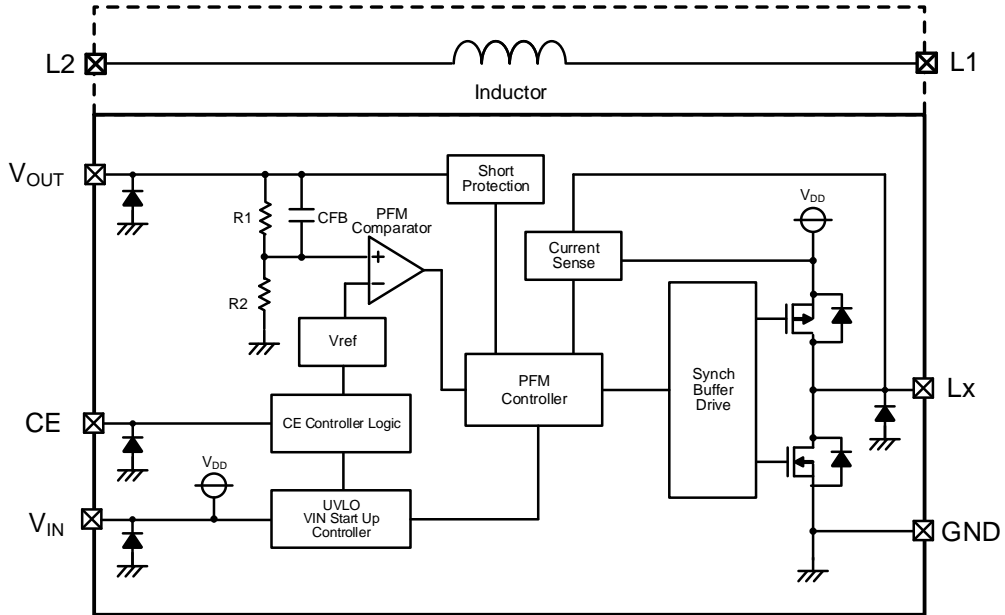 L2
L1
Inductor
VOUT
Short
Protection
VDD
R1
CFB
PFM
Comparator
Current
Sense
R2
Vref
PFM
Controller
Synch
Buffer
Drive
Lx
CE
CE Controller Logic
VDD
UVLO
VIN Start Up
Controller
VIN
GND